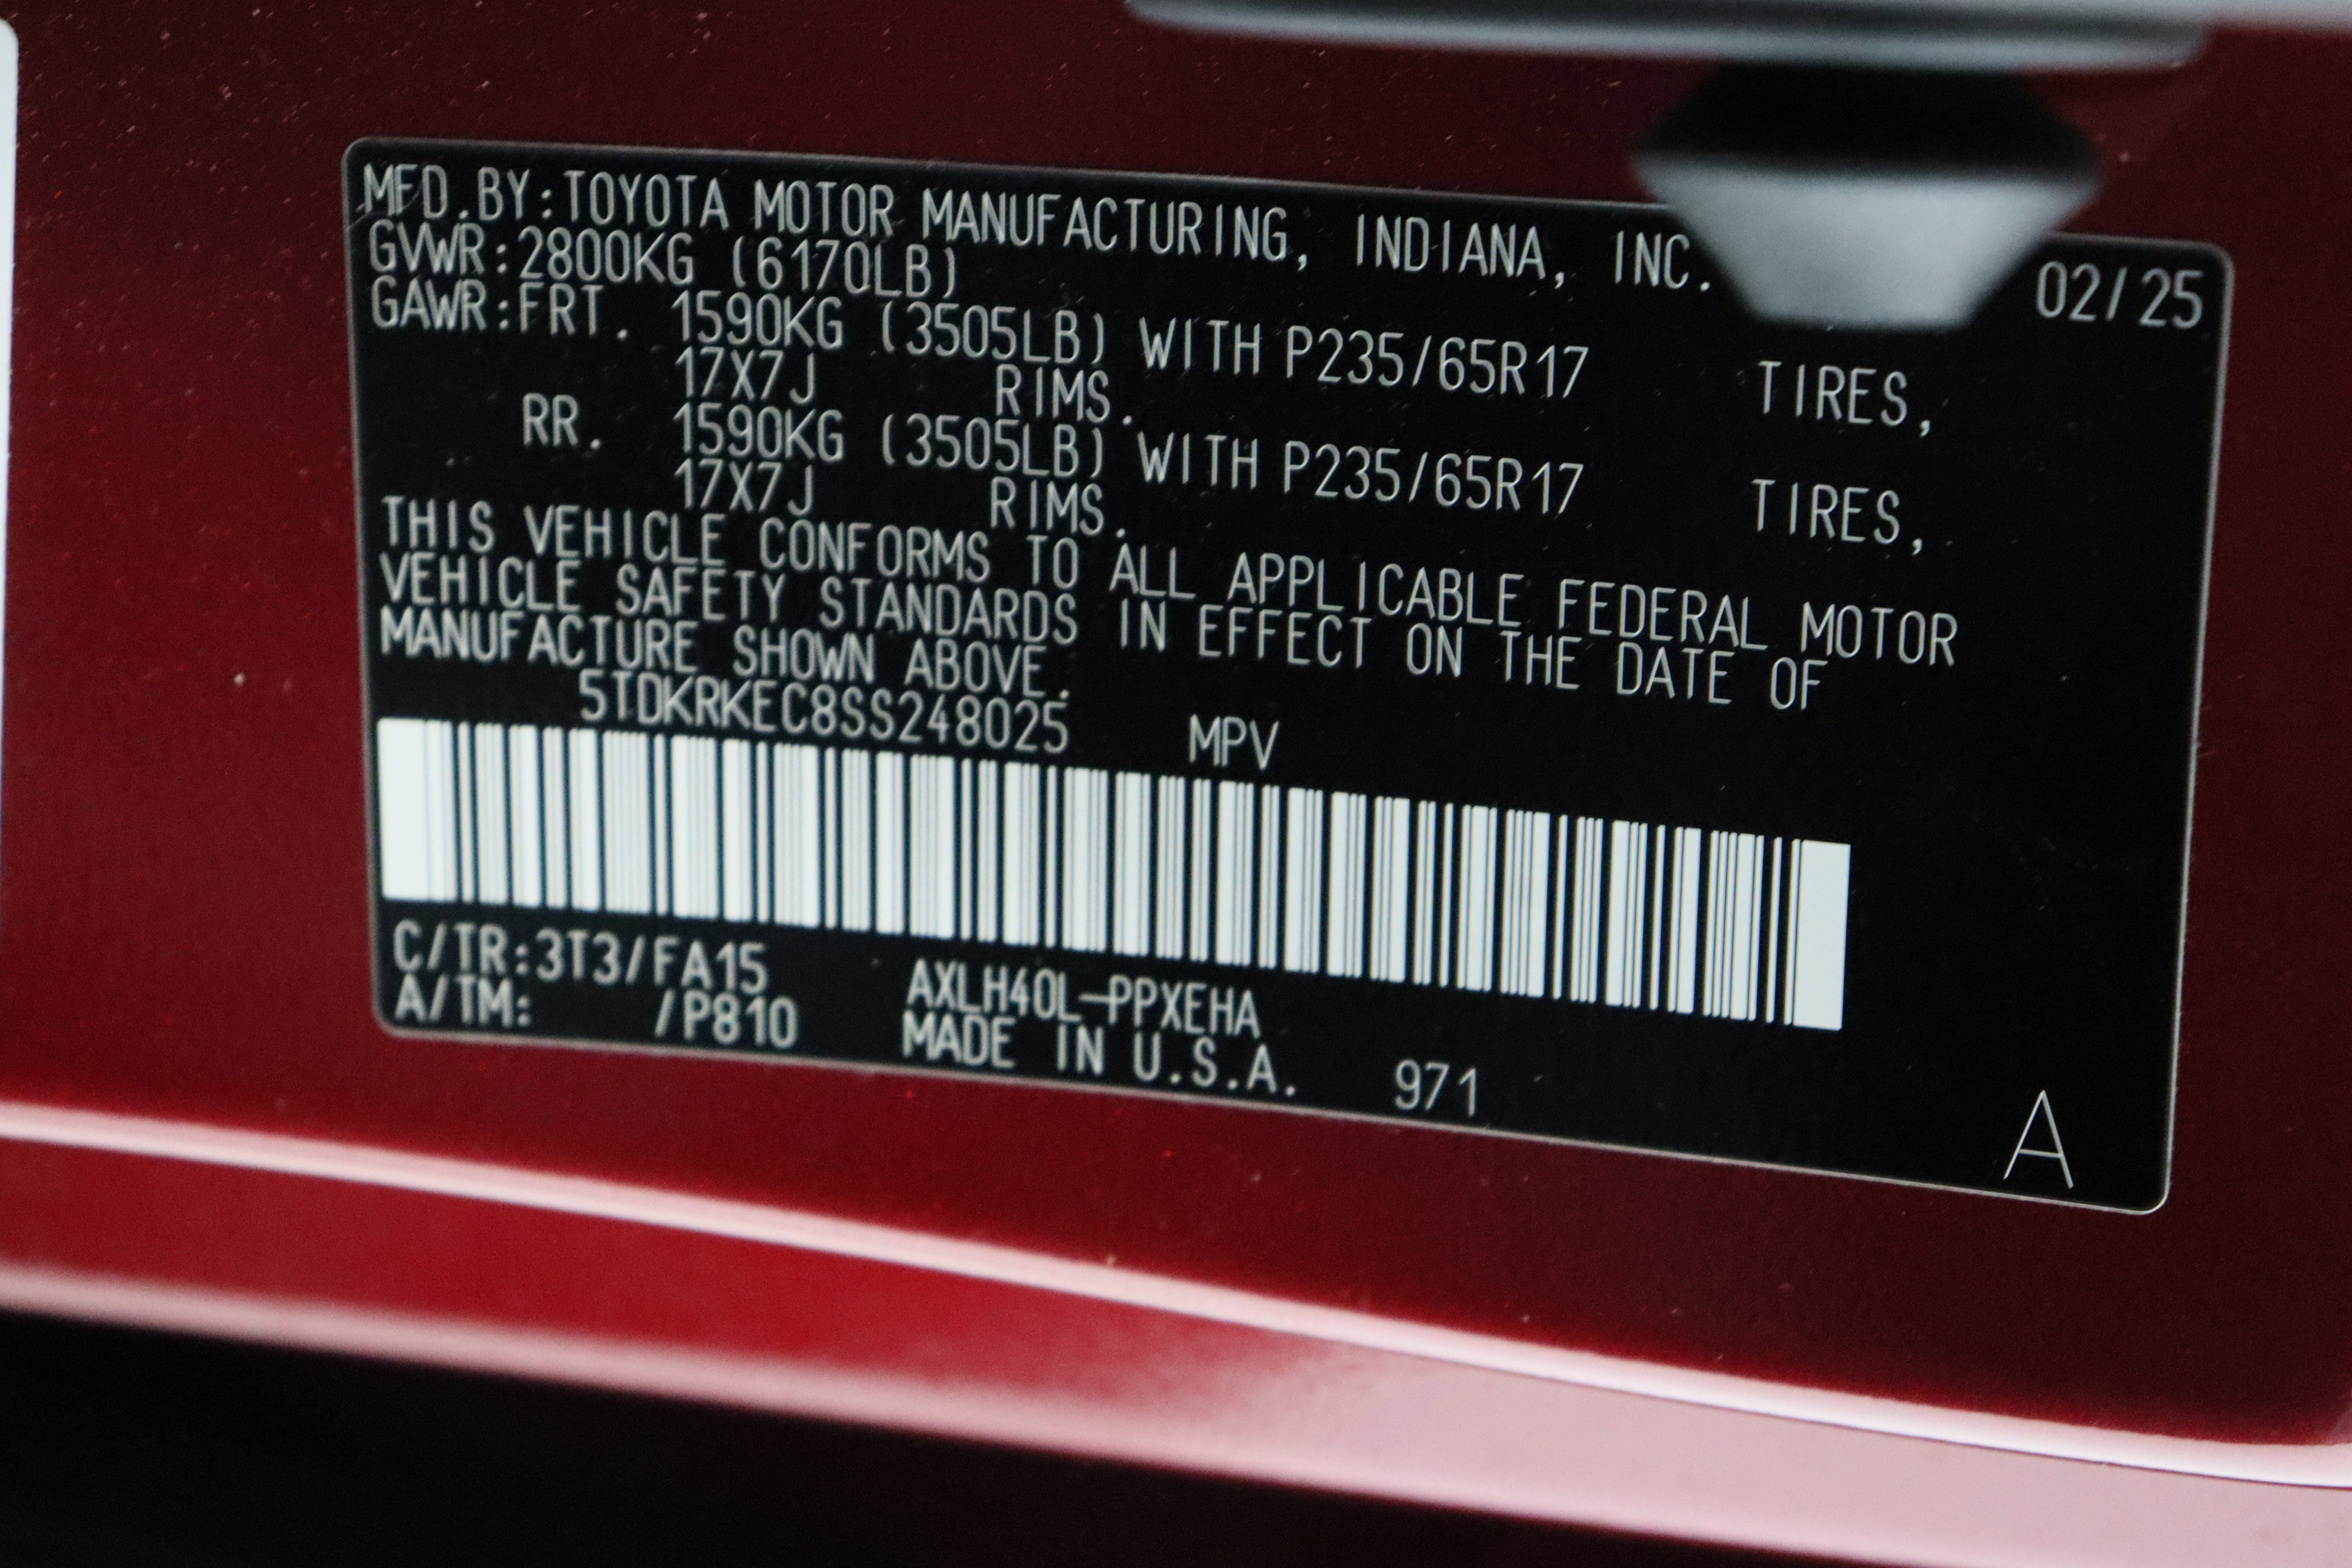 MFD.BY:TOYOTA MOTOR MANUFACTURING, INDIANA, INC. 02/25
GVWR:2800KG (6170LB)
GAWR:FRT. 1590KG (3505LB) WITH P235/65R17 TIRES,
17X7J RIMS.
RR. 1590KG (3505LB) WITH P235/65R17 TIRES,
17X7J RIMS.
THIS VEHICLE CONFORMS TO ALL APPLICABLE FEDERAL MOTOR
VEHICLE SAFETY STANDARDS IN EFFECT ON THE DATE OF
MANUFACTURE SHOWN ABOVE.
5TDKRKEC8SS248025 MPV
C/TR:3T3/FA15 AXLH40L-PPXEHA
A/TM: /P810 MADE IN U.S.A. 971
A